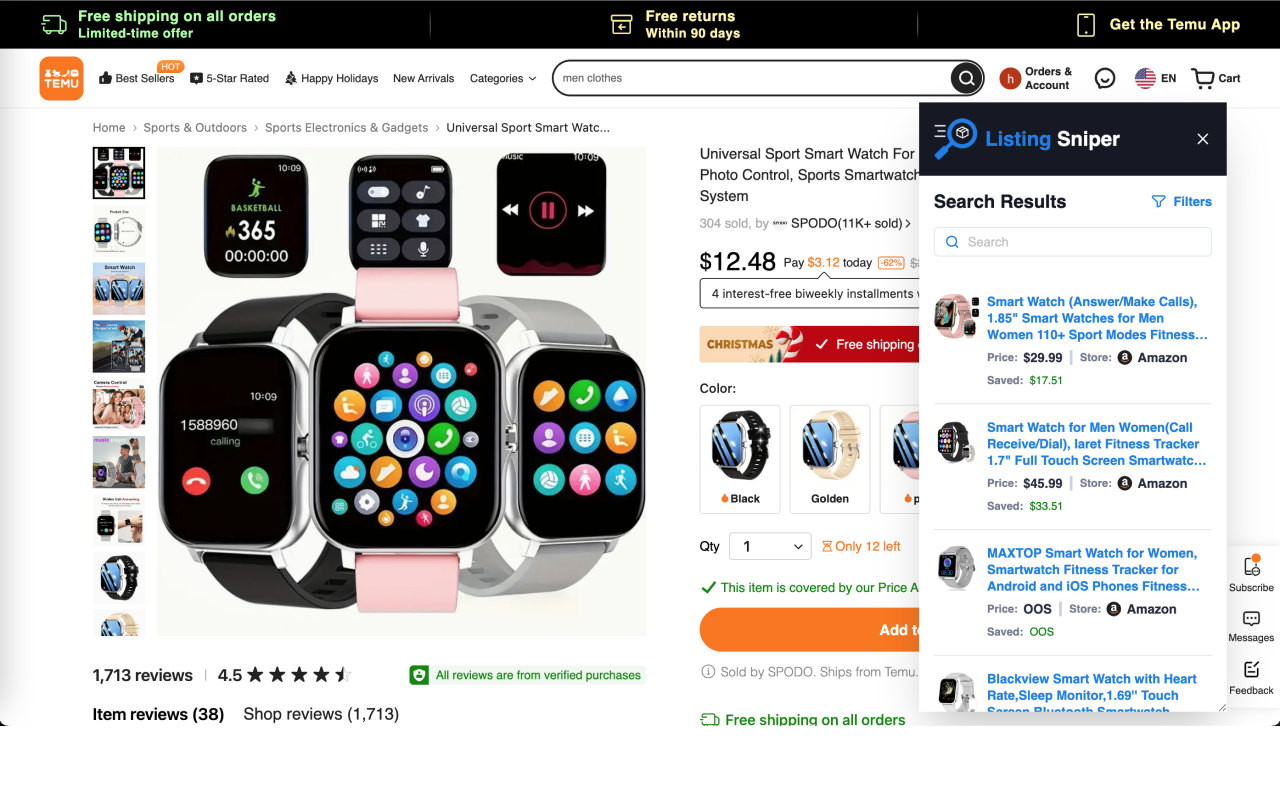 Free shipping on all orders
Limited-time offer
Free returns
Within 90 days
Get the Temu App
TEMU
Best Sellers
HOT
5-Star Rated
Happy Holidays
New Arrivals
Categories
men clothes
h
Orders &
Account
EN
Cart
Home › Sports & Outdoors › Sports Electronics & Gadgets › Universal Sport Smart Watc...
Listing Sniper
Search Results
Filters
Search
Smart Watch (Answer/Make Calls),
1.85" Smart Watches for Men
Women 110+ Sport Modes Fitness...
Price: $29.99 | Store: Amazon
Saved: $17.51
Smart Watch for Men Women(Call
Receive/Dial), laret Fitness Tracker
1.7" Full Touch Screen Smartwatc...
Price: $45.99 | Store: Amazon
Saved: $33.51
MAXTOP Smart Watch for Women,
Smartwatch Fitness Tracker for
Android and iOS Phones Fitness...
Price: OOS | Store: Amazon
Saved: OOS
Blackview Smart Watch with Heart
Rate,Sleep Monitor,1.69'' Touch
Screen Bluetooth Smartwatch
Universal Sport Smart Watch For
Photo Control, Sports Smartwatch
System
304 sold, by SPODO(11K+ sold)
$12.48 Pay $3.12 today -62%
4 interest-free biweekly installments
CHRISTMAS
Free shipping
Color:
Black
Golden
Qty
1
Only 12 left
This item is covered by our Price A
Add to
Sold by SPODO. Ships from Temu.
Free shipping on all orders
Smart Watch
Camera Control
10:09
BASKETBALL
365
00:00:00
10:09
10:09
1588960
calling
1,713 reviews
4.5
All reviews are from verified purchases
Item reviews (38)
Shop reviews (1,713)
Subscribe
Messages
Feedback